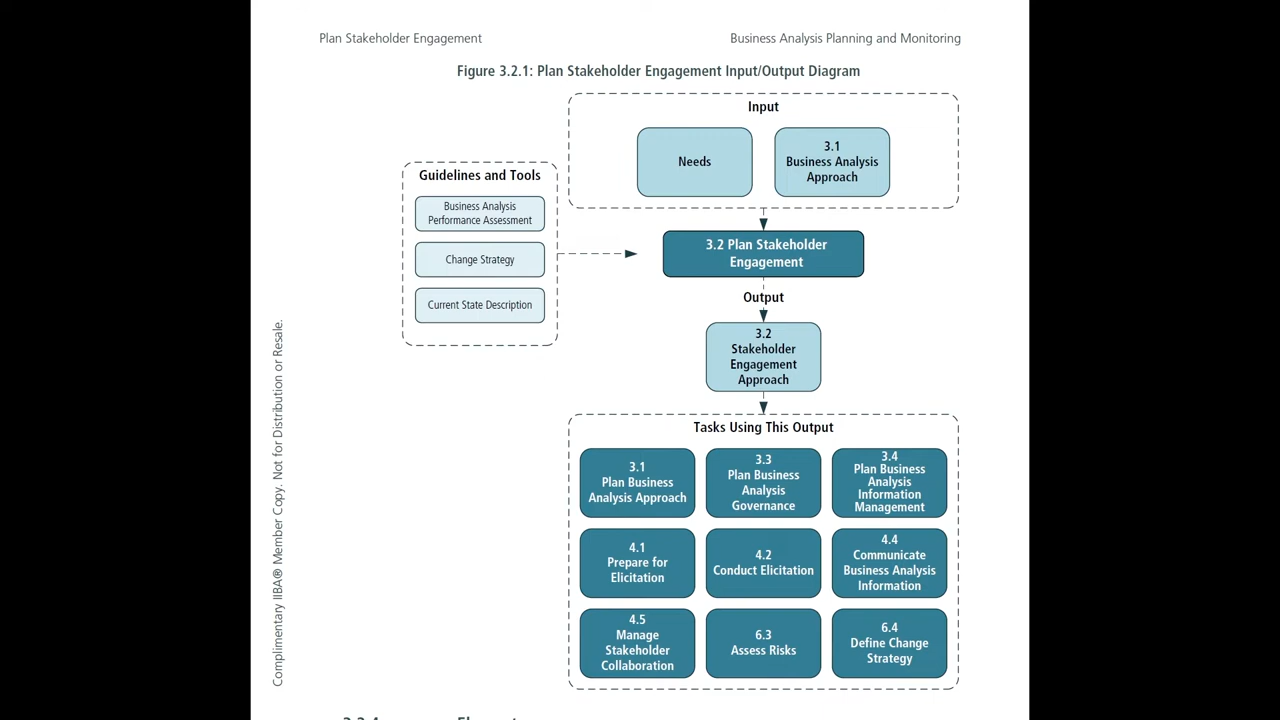 Plan Stakeholder Engagement
Business Analysis Planning and Monitoring
Figure 3.2.1: Plan Stakeholder Engagement Input/Output Diagram
Input
Needs
3.1
Business Analysis
Approach
Guidelines and Tools
Business Analysis
Performance Assessment
Change Strategy
Current State Description
3.2 Plan Stakeholder
Engagement
Output
3.2
Stakeholder
Engagement
Approach
Tasks Using This Output
3.1
Plan Business
Analysis Approach
3.3
Plan Business
Analysis
Governance
3.4
Plan Business
Analysis
Information
Management
4.1
Prepare for
Elicitation
4.2
Conduct Elicitation
4.4
Communicate
Business Analysis
Information
4.5
Manage
Stakeholder
Collaboration
6.3
Assess Risks
6.4
Define Change
Strategy
Complimentary IIBA® Member Copy. Not for Distribution or Resale.